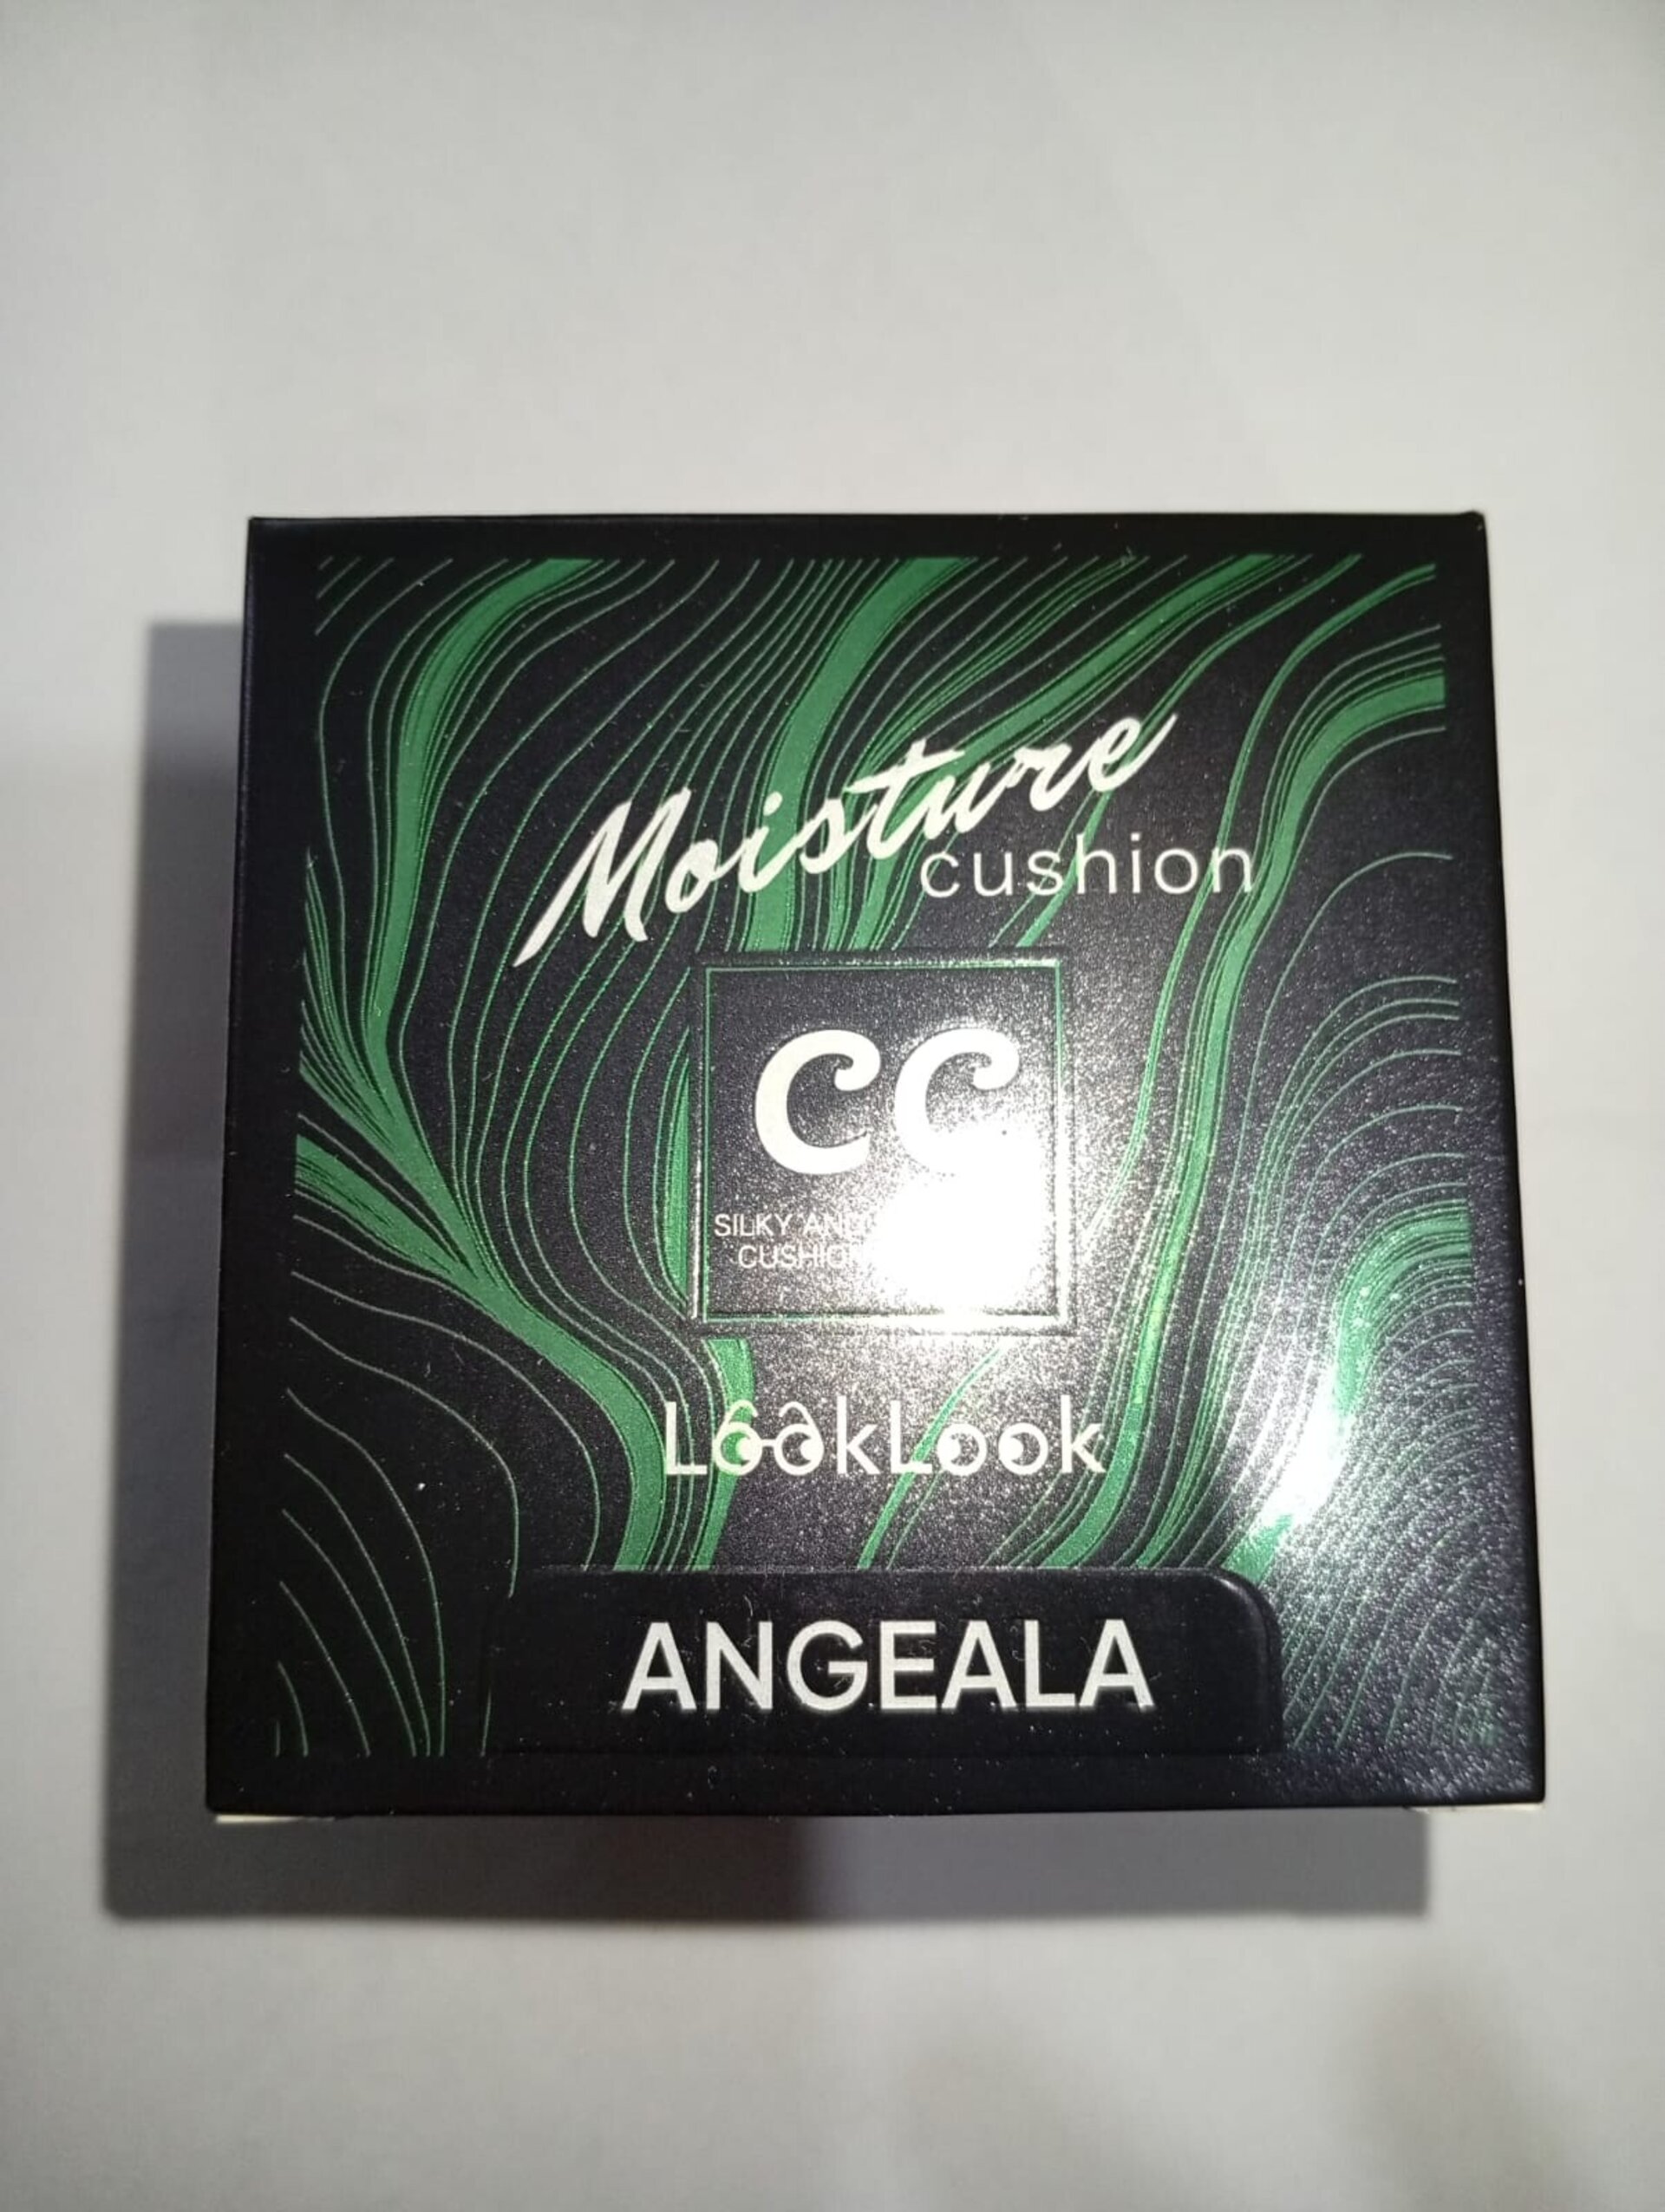 Moisture
cushion
CC
SILKY AND
CUSHION
LookLook
ANGEALA